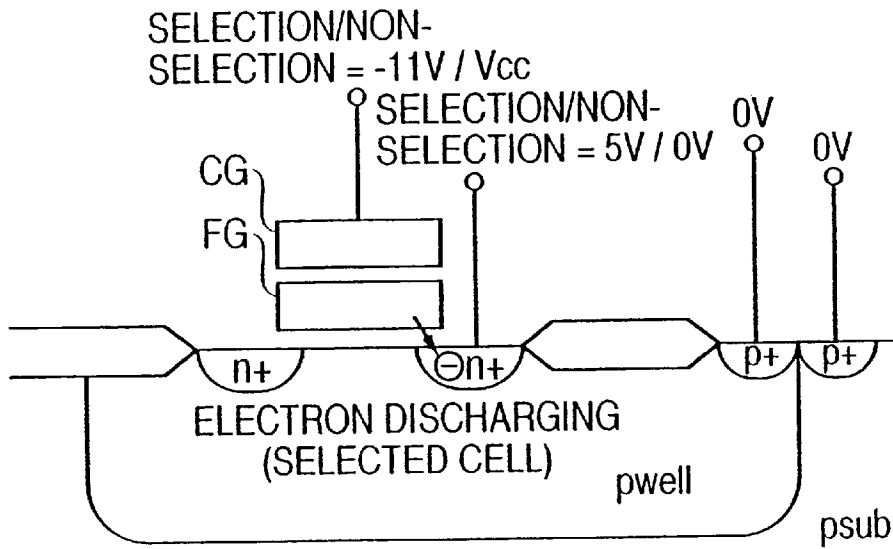 SELECTION/NON-
SELECTION = -11V / Vcc
SELECTION/NON-
SELECTION = 5V / 0V
0V
0V
CG
FG
n+
⊖n+
p+
p+
ELECTRON DISCHARGING
(SELECTED CELL)
pwell
psub